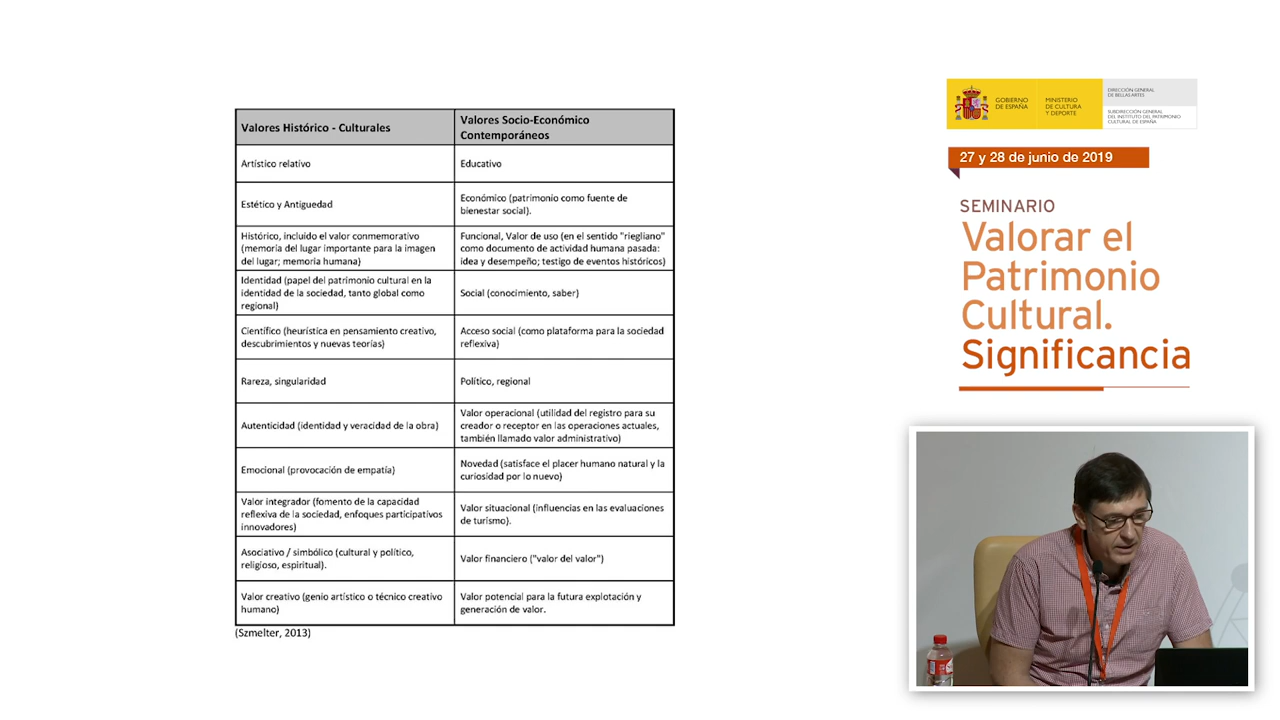 Valores Histórico - Culturales
Valores Socio-Económico
Contemporáneos
Artístico relativo
Educativo
Estético y Antiguedad
Económico (patrimonio como fuente de
bienestar social).
Histórico, incluido el valor conmemorativo
(memoria del lugar importante para la imagen
del lugar; memoria humana)
Funcional, Valor de uso (en el sentido "riegliano"
como documento de actividad humana pasada:
idea y desempeño; testigo de eventos históricos)
Identidad (papel del patrimonio cultural en la
identidad de la sociedad, tanto global como
regional)
Social (conocimiento, saber)
Científico (heurística en pensamiento creativo,
descubrimientos y nuevas teorías)
Acceso social (como plataforma para la sociedad
reflexiva)
Rareza, singularidad
Político, regional
Autenticidad (identidad y veracidad de la obra)
Valor operacional (utilidad del registro para su
creador o receptor en las operaciones actuales,
también llamado valor administrativo)
Emocional (provocación de empatía)
Novedad (satisface el placer humano natural y la
curiosidad por lo nuevo)
Valor integrador (fomento de la capacidad
reflexiva de la sociedad, enfoques participativos
innovadores)
Valor situacional (influencias en las evaluaciones
de turismo).
Asociativo / simbólico (cultural y político,
religioso, espiritual).
Valor financiero ("valor del valor")
Valor creativo (genio artístico o técnico creativo
humano)
Valor potencial para la futura explotación y
generación de valor.
(Szmelter, 2013)
GOBIERNO
DE ESPAÑA
MINISTERIO
DE CULTURA
Y DEPORTE
DIRECCIÓN GENERAL
DE BELLAS ARTES
SUBDIRECCIÓN GENERAL
DEL INSTITUTO DEL PATRIMONIO
CULTURAL DE ESPAÑA
27 y 28 de junio de 2019
SEMINARIO
Valorar el
Patrimonio
Cultural.
Significancia